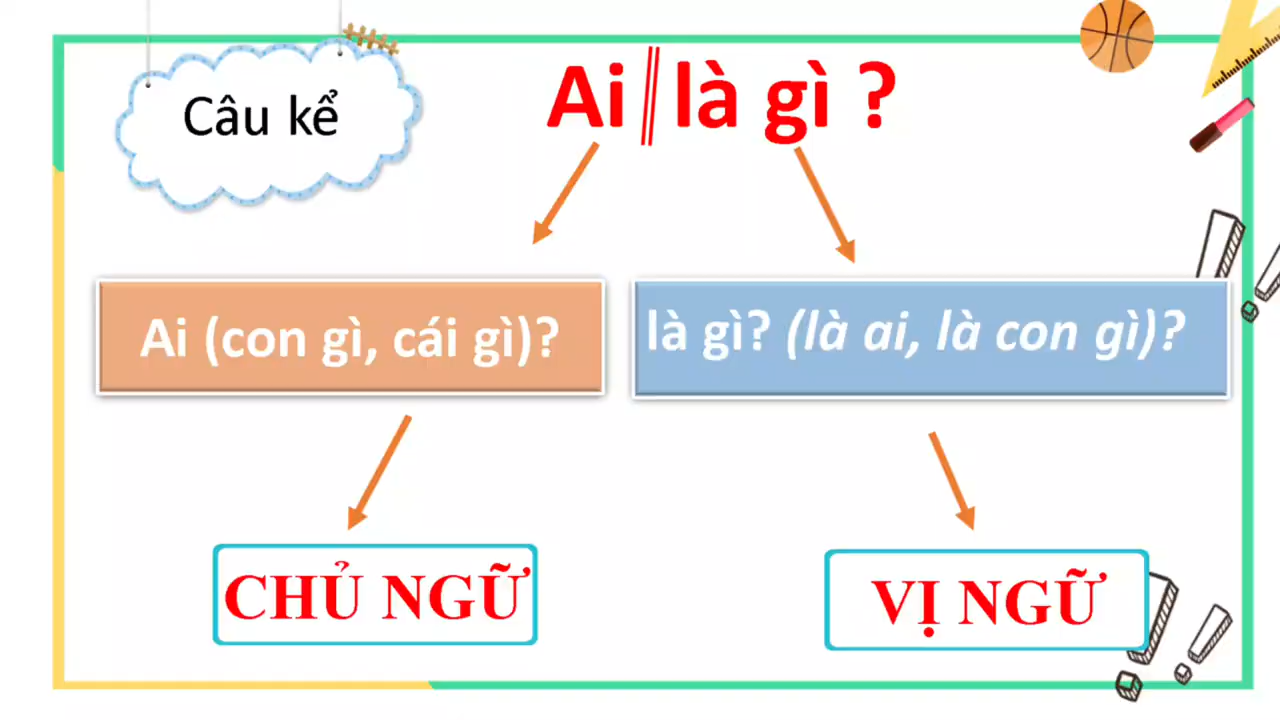 Câu kể
Ai là gì ?
Ai (con gì, cái gì)?
là gì? (là ai, là con gì)?
CHỦ NGỮ
VỊ NGỮ